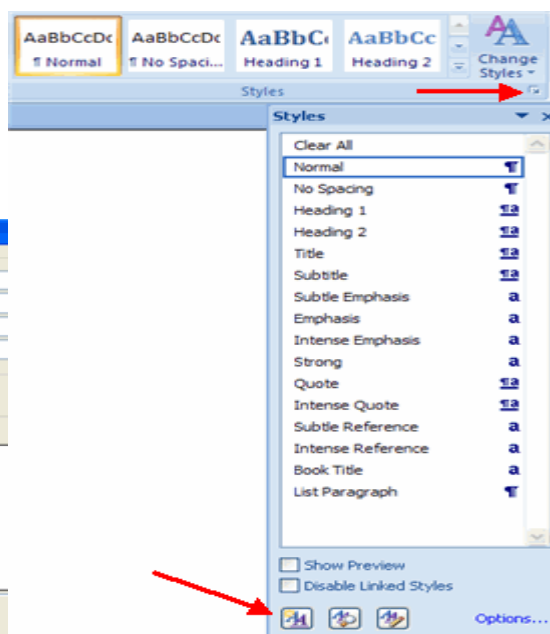 AaBbCcDc AaBbCcDc AaBbC AaBbCc
¶ Normal ¶ No Spaci... Heading 1 Heading 2 Change Styles
Styles
Styles
Clear All
Normal ¶
No Spacing ¶
Heading 1 ¶a
Heading 2 ¶a
Title ¶a
Subtitle ¶a
Subtle Emphasis a
Emphasis a
Intense Emphasis a
Strong a
Quote ¶a
Intense Quote ¶a
Subtle Reference a
Intense Reference a
Book Title a
List Paragraph ¶
Show Preview
Disable Linked Styles
Options...